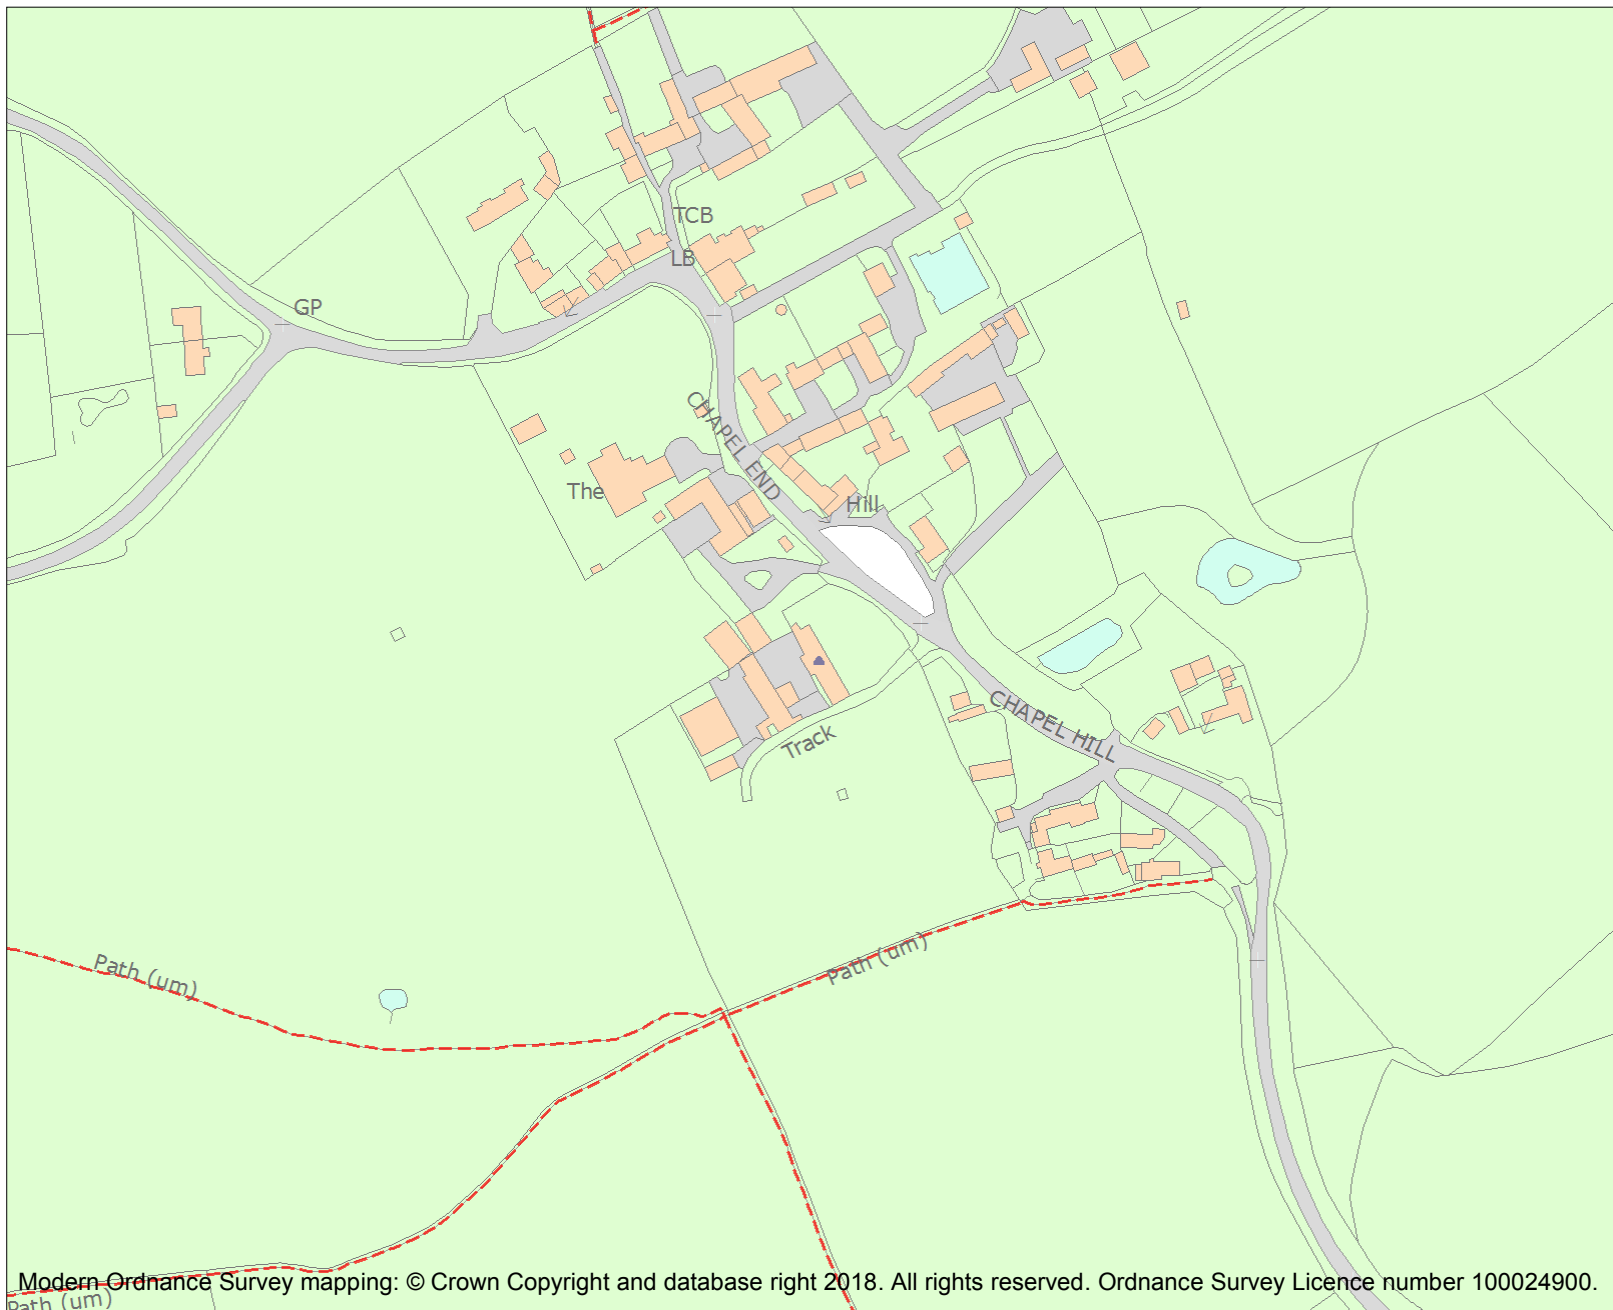 TCB
LB
GP
CHAPEL END
The
Hill
CHAPEL HILL
Track
Path (um)
Path (um)
Modern Ordnance Survey mapping: © Crown Copyright and database right 2018. All rights reserved. Ordnance Survey Licence number 100024900.
Path (um)